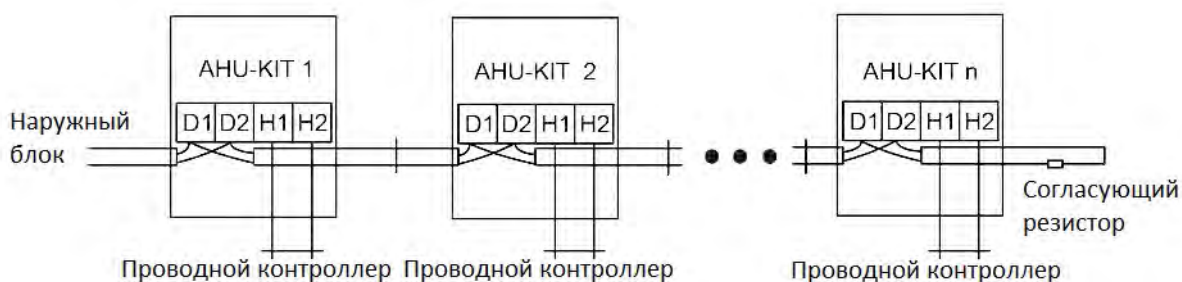 AHU-KIT 1
AHU-KIT 2
AHU-KIT n
Наружный
блок
D1 D2 H1 H2
D1 D2 H1 H2
D1 D2 H1 H2
Согласующий
резистор
Проводной контроллер
Проводной контроллер
Проводной контроллер